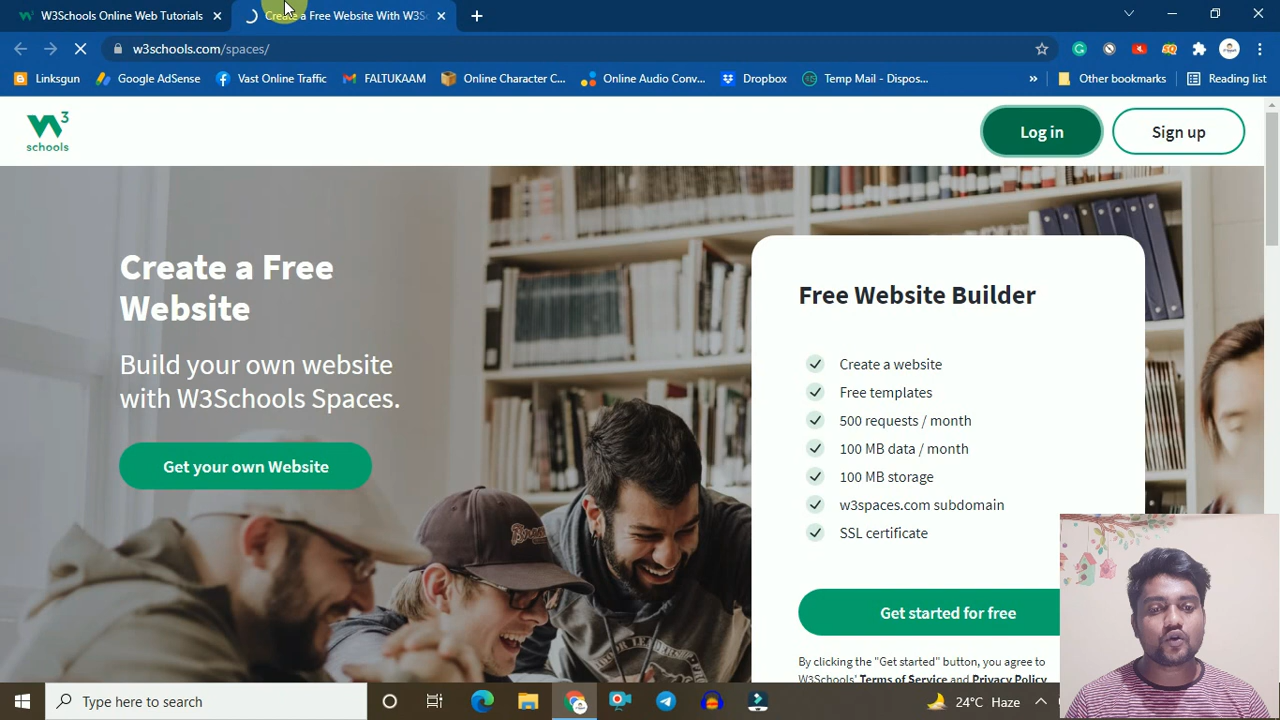 W3Schools Online Web Tutorials
Create a Free Website With W3Sc
w3schools.com/spaces/
Linksgun
Google AdSense
Vast Online Traffic
FALTUKAAM
Online Character C...
Online Audio Conv...
Dropbox
Temp Mail - Dispos...
»
Other bookmarks
Reading list
W3
schools
Log in
Sign up
Create a Free
Website
Build your own website
with W3Schools Spaces.
Get your own Website
Free Website Builder
Create a website
Free templates
500 requests / month
100 MB data / month
100 MB storage
w3spaces.com subdomain
SSL certificate
Get started for free
By clicking the "Get started" button, you agree to
W3Schools' Terms of Service and Privacy Policy
Type here to search
24°C Haze